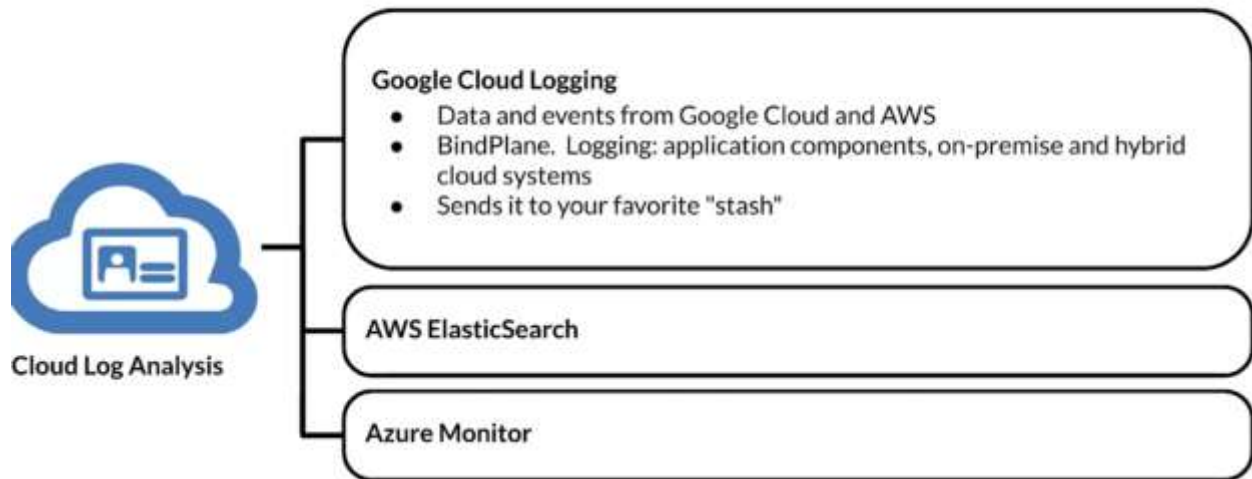 Google Cloud Logging
● Data and events from Google Cloud and AWS
● BindPlane. Logging: application components, on-premise and hybrid
cloud systems
● Sends it to your favorite "stash"
Cloud Log Analysis
AWS ElasticSearch
Azure Monitor